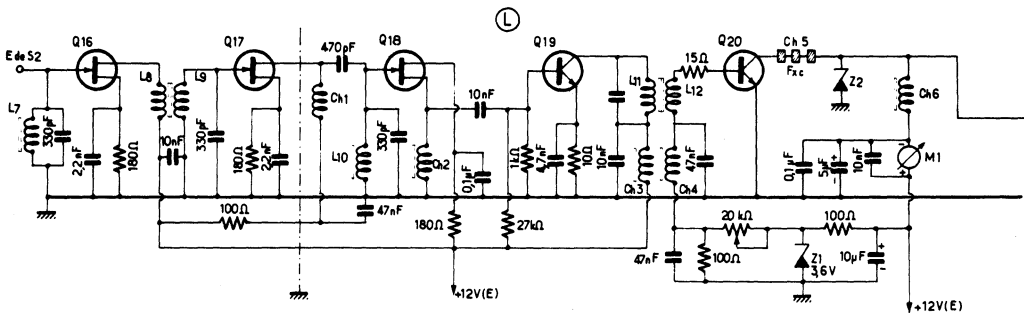 L
E de S2
Q16
L7
330pF
2,2nF
180Ω
L8
10nF
L9
330pF
Q17
180Ω
2,2nF
100Ω
Ch1
470pF
Q18
L10
330pF
47nF
Ch2
0,1µF
180Ω
+12V(E)
10nF
27kΩ
1kΩ
Q19
4,7nF
10Ω
10nF
L11
Ch3
L12
Ch4
47nF
15Ω
Q20
Ch 5
Fxc
Z2
Ch6
0,1µF
5µF
+
-
10nF
M1
+
47nF
100Ω
20 kΩ
Z1
3,6V
100Ω
10µF
+
-
+12V(E)